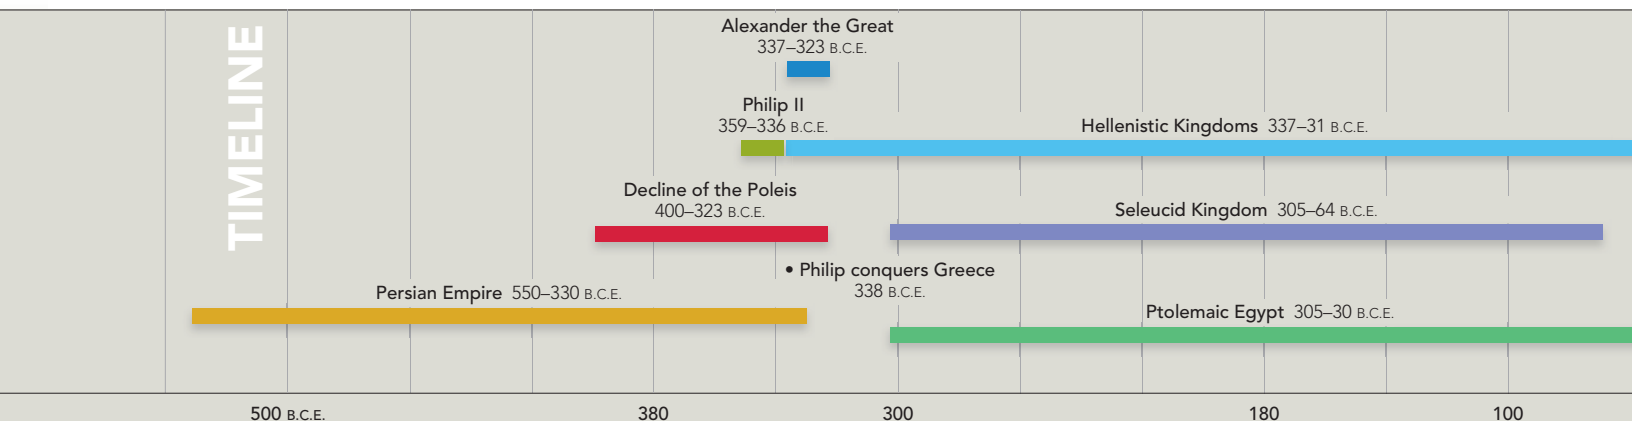 TIMELINE
Alexander the Great
337–323 B.C.E.
Philip II
359–336 B.C.E.
Hellenistic Kingdoms 337–31 B.C.E.
Decline of the Poleis
400–323 B.C.E.
Seleucid Kingdom 305–64 B.C.E.
• Philip conquers Greece
338 B.C.E.
Persian Empire 550–330 B.C.E.
Ptolemaic Egypt 305–30 B.C.E.
500 B.C.E. 380 300 180 100